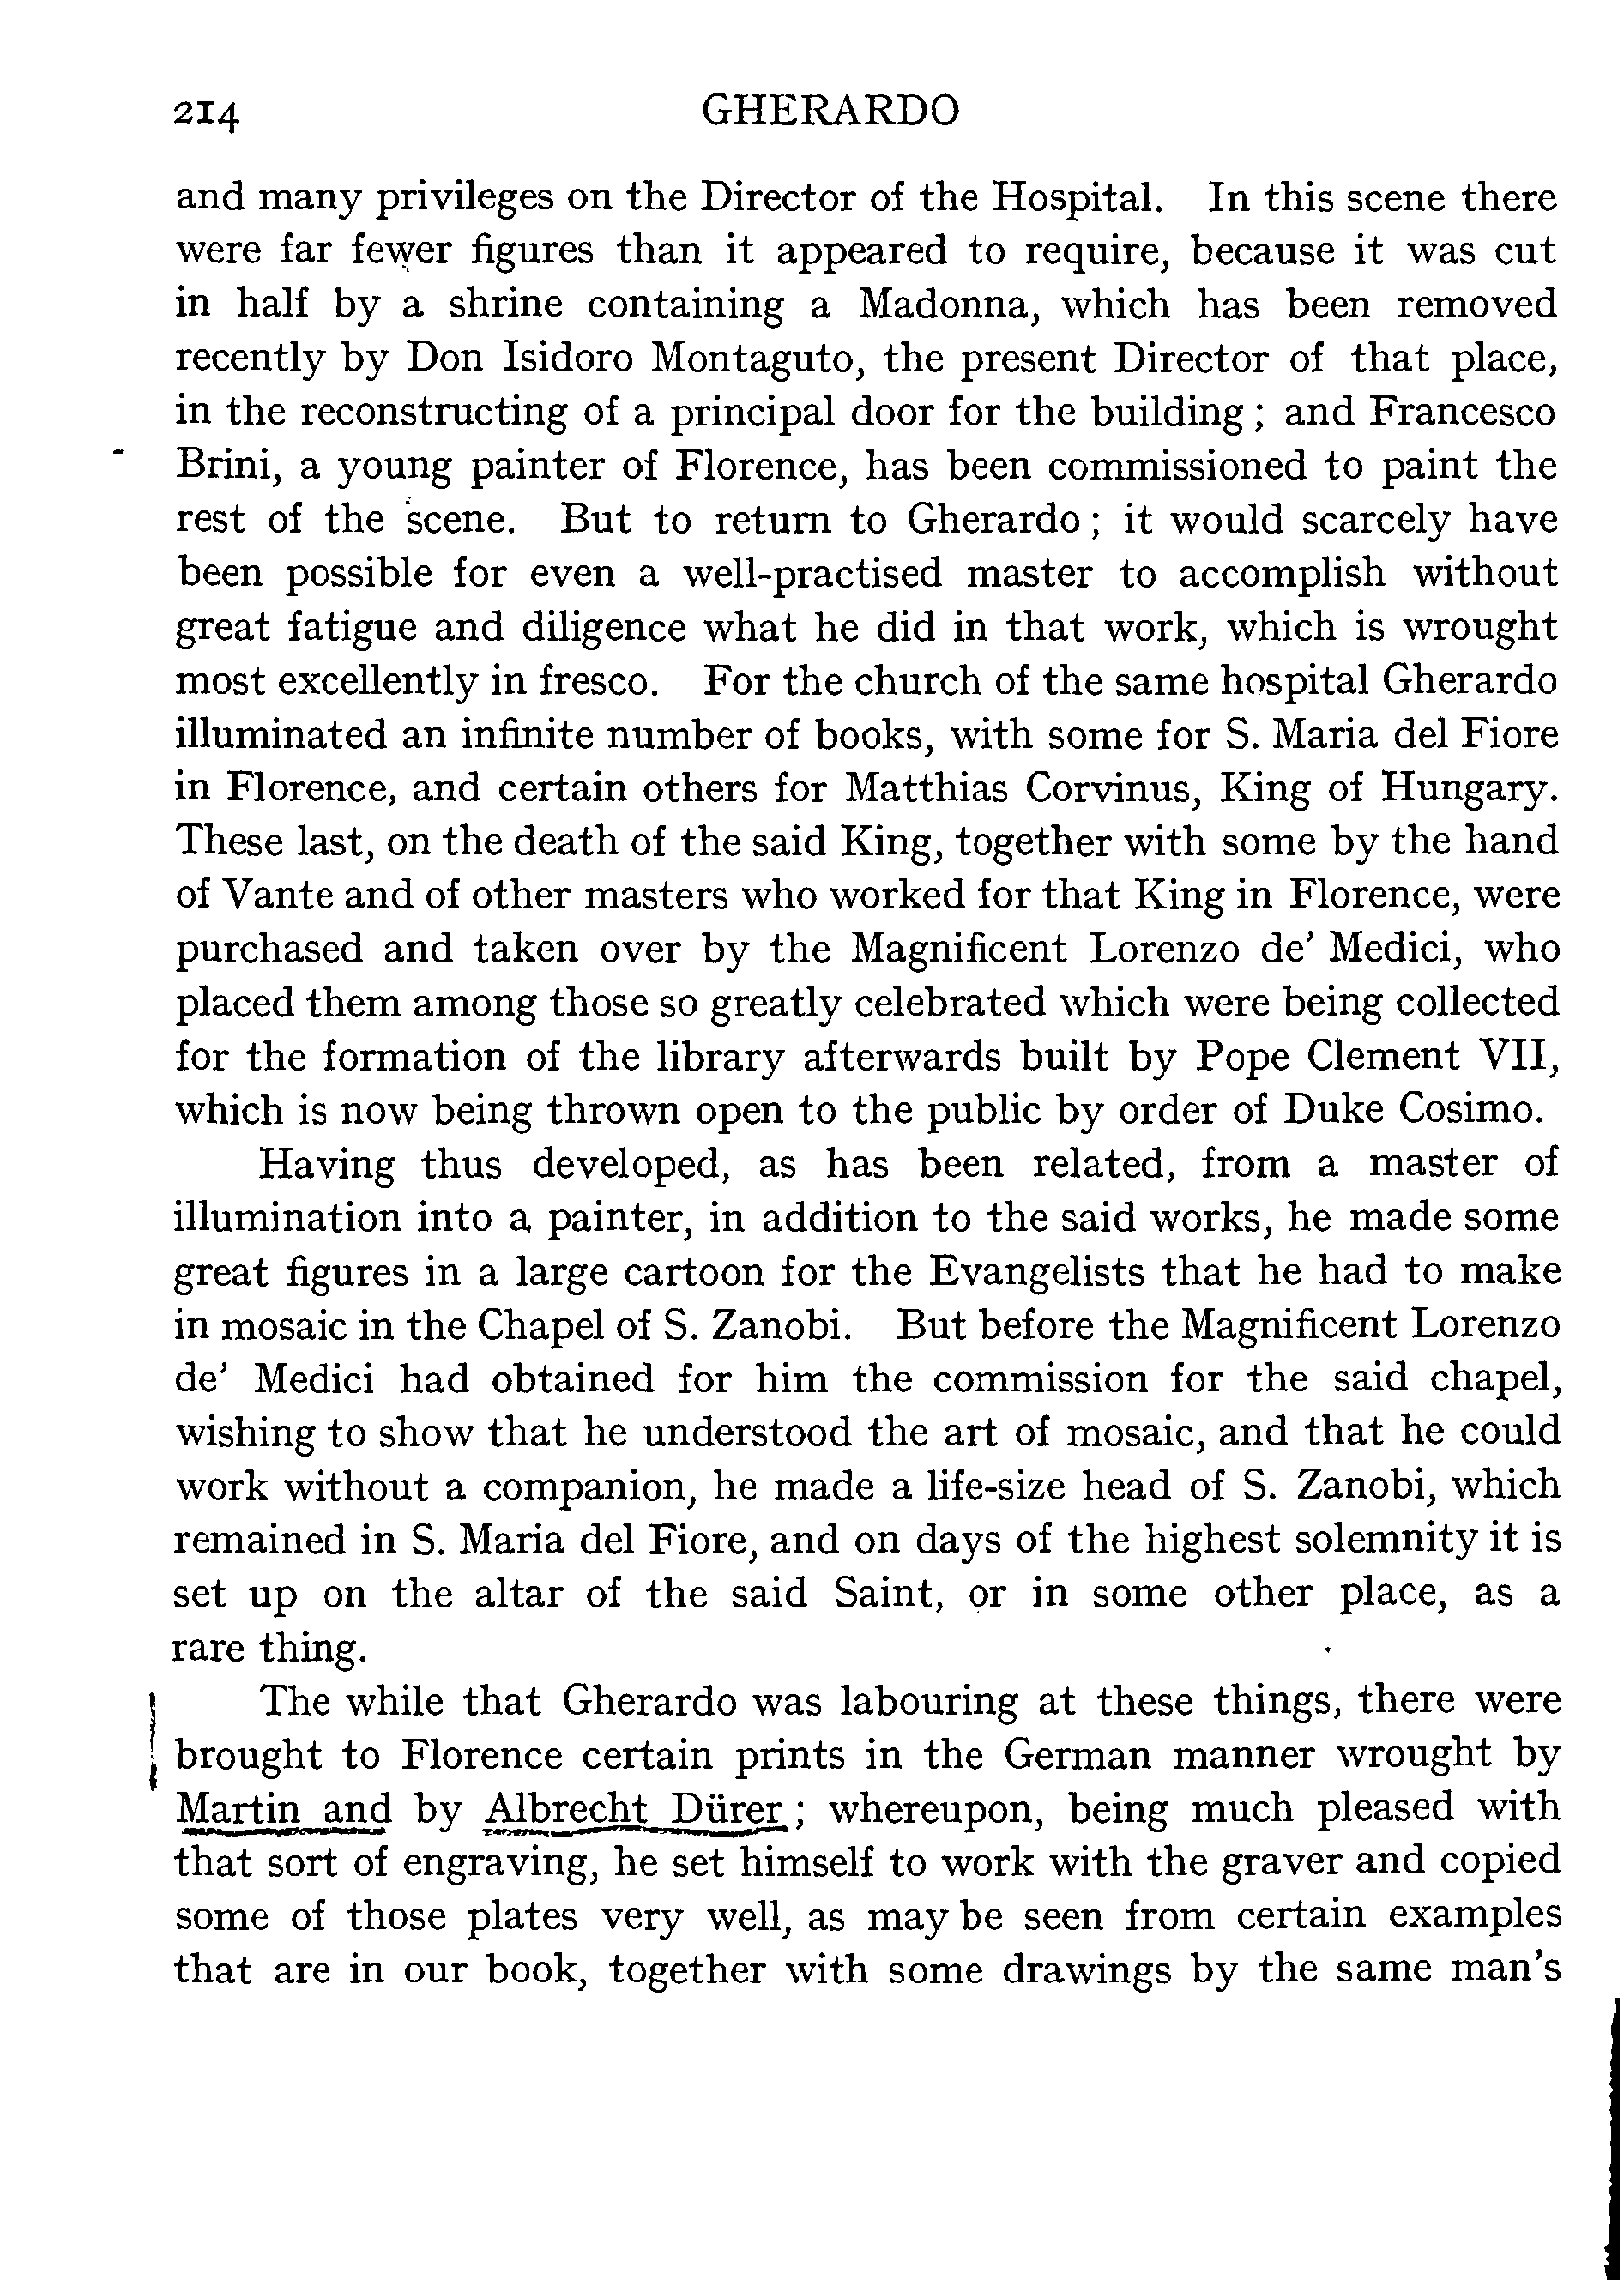 214 GHERARDO
and many privileges on the Director of the Hospital. In this scene there
were far fewer figures than it appeared to require, because it was cut
in half by a shrine containing a Madonna, which has been removed
recently by Don Isidoro Montaguto, the present Director of that place,
in the reconstructing of a principal door for the building; and Francesco
Brini, a young painter of Florence, has been commissioned to paint the
rest of the scene. But to return to Gherardo; it would scarcely have
been possible for even a well-practised master to accomplish without
great fatigue and diligence what he did in that work, which is wrought
most excellently in fresco. For the church of the same hospital Gherardo
illuminated an infinite number of books, with some for S. Maria del Fiore
in Florence, and certain others for Matthias Corvinus, King of Hungary.
These last, on the death of the said King, together with some by the hand
of Vante and of other masters who worked for that King in Florence, were
purchased and taken over by the Magnificent Lorenzo de' Medici, who
placed them among those so greatly celebrated which were being collected
for the formation of the library afterwards built by Pope Clement VII,
which is now being thrown open to the public by order of Duke Cosimo.
Having thus developed, as has been related, from a master of
illumination into a painter, in addition to the said works, he made some
great figures in a large cartoon for the Evangelists that he had to make
in mosaic in the Chapel of S. Zanobi. But before the Magnificent Lorenzo
de' Medici had obtained for him the commission for the said chapel,
wishing to show that he understood the art of mosaic, and that he could
work without a companion, he made a life-size head of S. Zanobi, which
remained in S. Maria del Fiore, and on days of the highest solemnity it is
set up on the altar of the said Saint, or in some other place, as a
rare thing.
The while that Gherardo was labouring at these things, there were
brought to Florence certain prints in the German manner wrought by
Martin and by Albrecht Dürer; whereupon, being much pleased with
that sort of engraving, he set himself to work with the graver and copied
some of those plates very well, as may be seen from certain examples
that are in our book, together with some drawings by the same man's